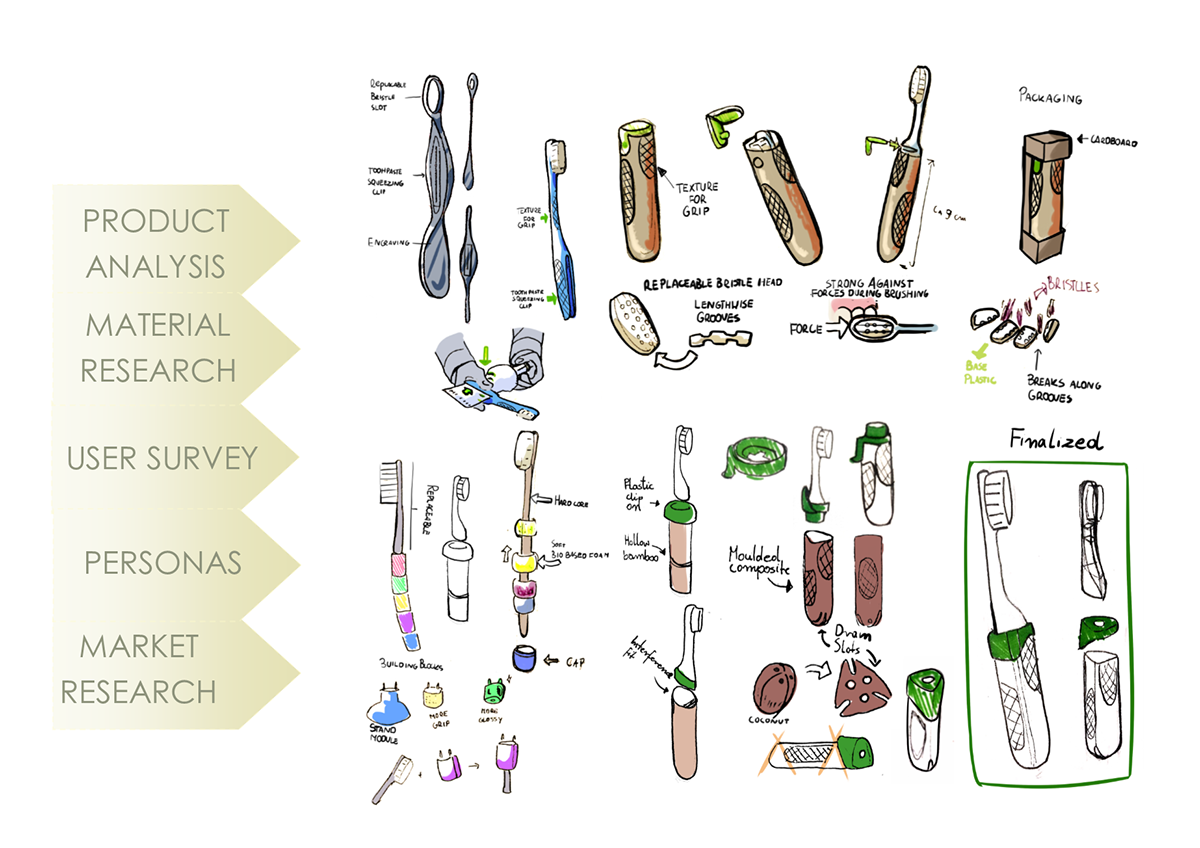 PRODUCT
ANALYSIS
MATERIAL
RESEARCH
USER SURVEY
PERSONAS
MARKET
RESEARCH
REPLACABLE
BRISTLE
SLOT
TOOTHPASTE
SQUEEZING
CLIP
ENGRAVING
TEXTURE
FOR
GRIP
TOOTHPASTE
SQUEEZING
CLIP
TEXTURE
FOR
GRIP
Ca 9 cm
PACKAGING
CARDBOARD
REPLACEABLE BRISTLE HEAD
LENGTHWISE
GROOVES
STRONG AGAINST
FORCES DURING BRUSHING
FORCE
BRISTLES
BASE
PLASTIC
BREAKS ALONG
GROOVES
REPLACEABLE
HARD CORE
SOFT
BIO BASED FOAM
CAP
BUILDING BLOCKS
STAND
MODULE
MORE
GRIP
MORE
GLOSSY
Plastic
clip
on
Hollow
bamboo
Interference
fit
Moulded
composite
Drain
Slots
COCONUT
Finalized